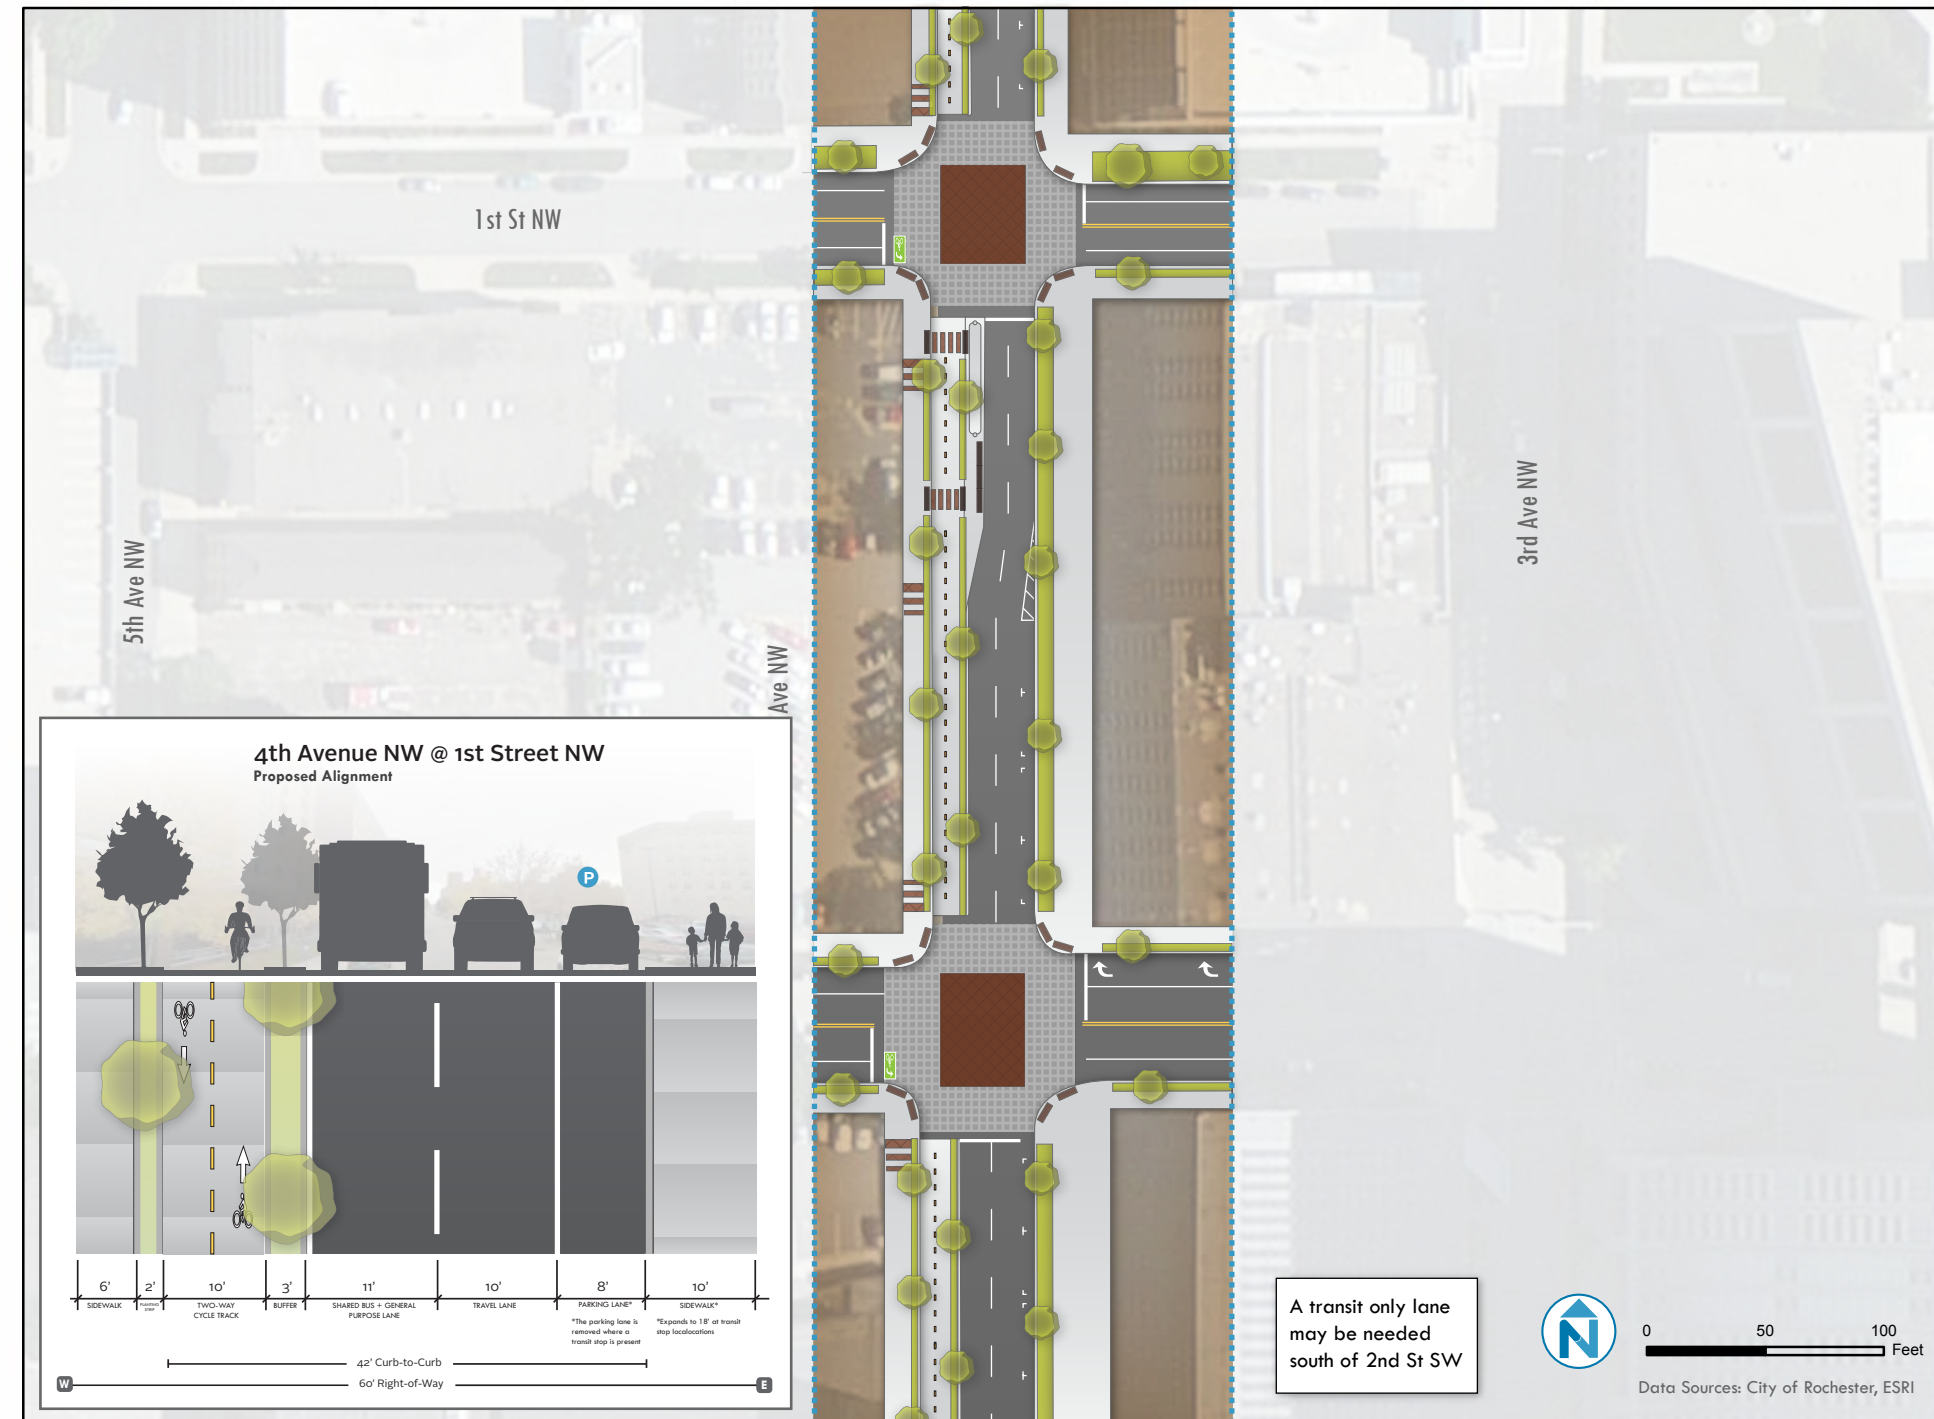 1st St NW
5th Ave NW
Ave NW
3rd Ave NW
4th Avenue NW @ 1st Street NW
Proposed Alignment
P
6'
2'
10'
3'
11'
10'
8'
10'
SIDEWALK
PLANTING
STRIP
TWO-WAY
CYCLE TRACK
BUFFER
SHARED BUS + GENERAL
PURPOSE LANE
TRAVEL LANE
PARKING LANE*
*The parking lane is
removed where a
transit stop is present
SIDEWALK*
*Expands to 18' at transit
stop localocations
42' Curb-to-Curb
W
60' Right-of-Way
E
A transit only lane
may be needed
south of 2nd St SW
N
0 50 100
Feet
Data Sources: City of Rochester, ESRI